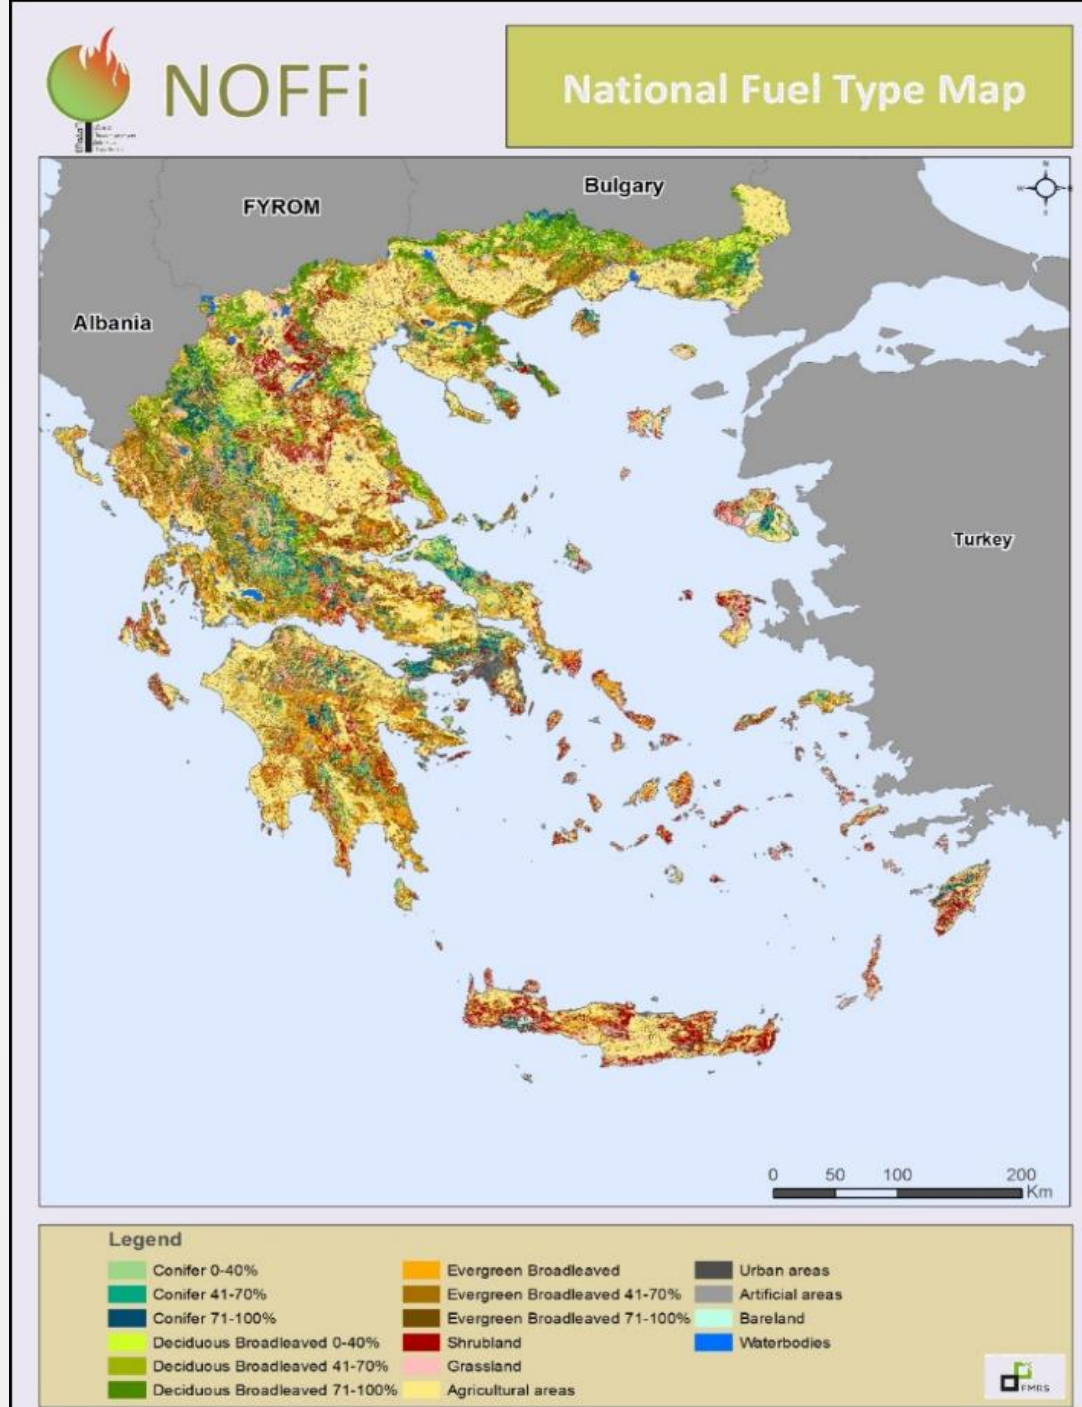 NOFFi
National Fuel Type Map
N
W
Bulgary
FYROM
Albania
Turkey
0 50 100 200
Km
Legend
Conifer 0-40%
Conifer 41-70%
Conifer 71-100%
Deciduous Broadleaved 0-40%
Deciduous Broadleaved 41-70%
Deciduous Broadleaved 71-100%
Evergreen Broadleaved
Evergreen Broadleaved 41-70%
Evergreen Broadleaved 71-100%
Shrubland
Grassland
Agricultural areas
Urban areas
Artificial areas
Bareland
Waterbodies
FMRS